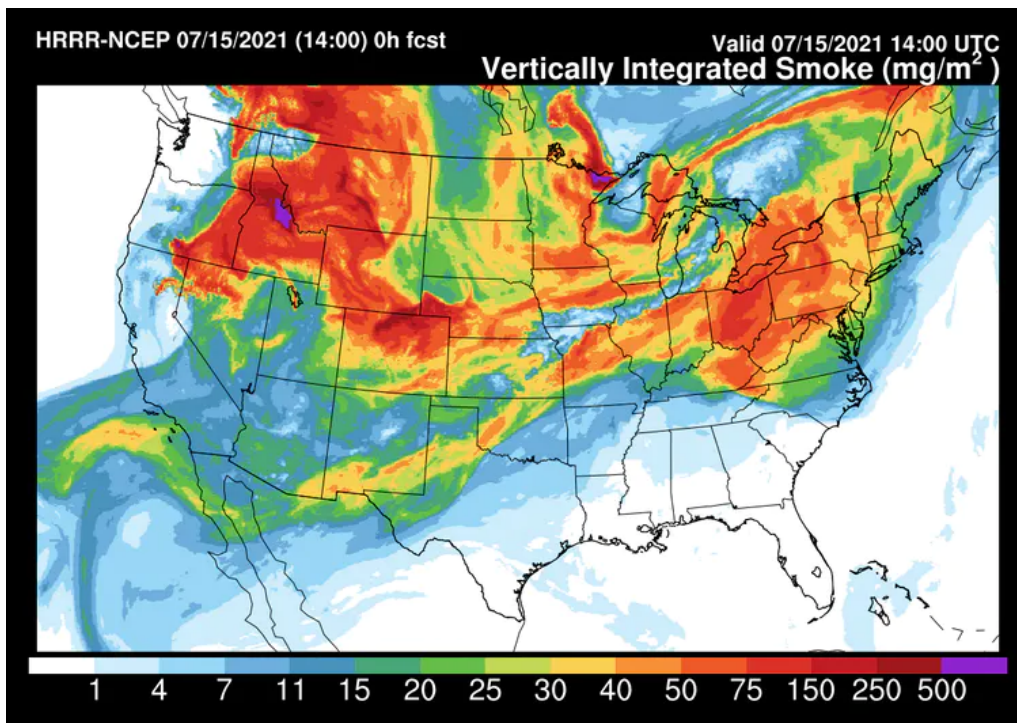 HRRR-NCEP 07/15/2021 (14:00) 0h fcst
Valid 07/15/2021 14:00 UTC
Vertically Integrated Smoke (mg/m² )
1 4 7 11 15 20 25 30 40 50 75 150 250 500